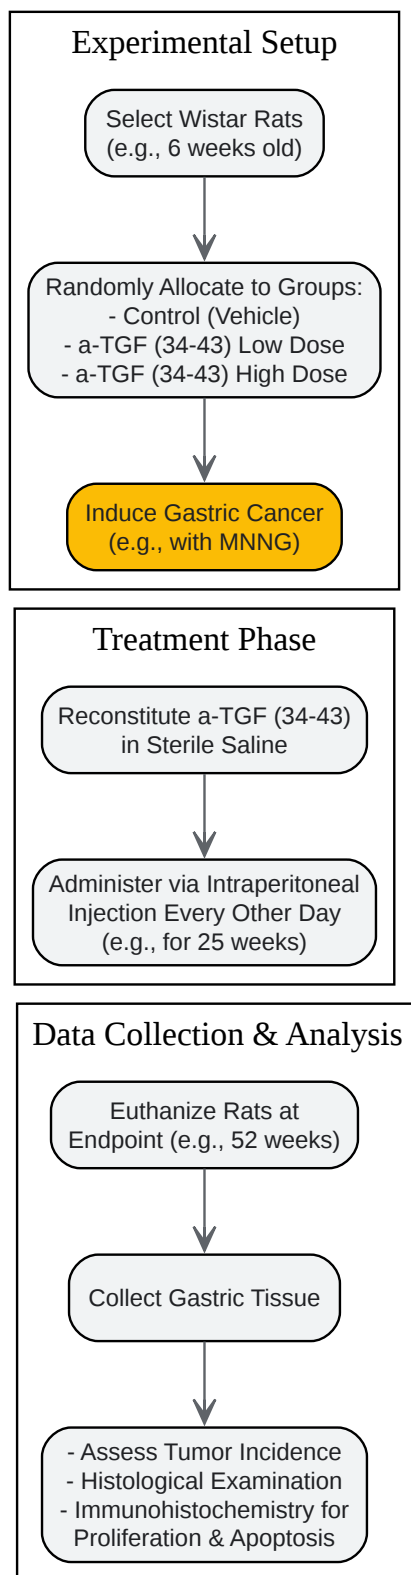 Experimental Setup
Select Wistar Rats
(e.g., 6 weeks old)
Randomly Allocate to Groups:
- Control (Vehicle)
- a-TGF (34-43) Low Dose
- a-TGF (34-43) High Dose
Induce Gastric Cancer
(e.g., with MNNG)
Treatment Phase
Reconstitute a-TGF (34-43)
in Sterile Saline
Administer via Intraperitoneal
Injection Every Other Day
(e.g., for 25 weeks)
Data Collection & Analysis
Euthanize Rats at
Endpoint (e.g., 52 weeks)
Collect Gastric Tissue
- Assess Tumor Incidence
- Histological Examination
- Immunohistochemistry for
Proliferation & Apoptosis